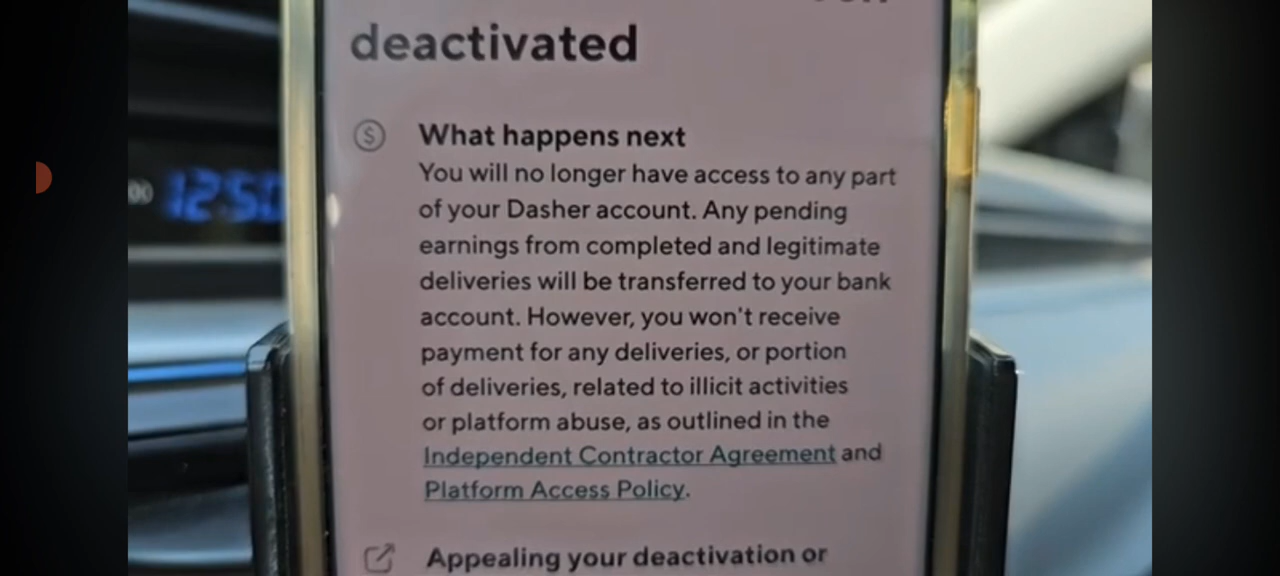 deactivated
What happens next
You will no longer have access to any part
of your Dasher account. Any pending
earnings from completed and legitimate
deliveries will be transferred to your bank
account. However, you won't receive
payment for any deliveries, or portion
of deliveries, related to illicit activities
or platform abuse, as outlined in the
Independent Contractor Agreement and
Platform Access Policy.
Appealing your deactivation or